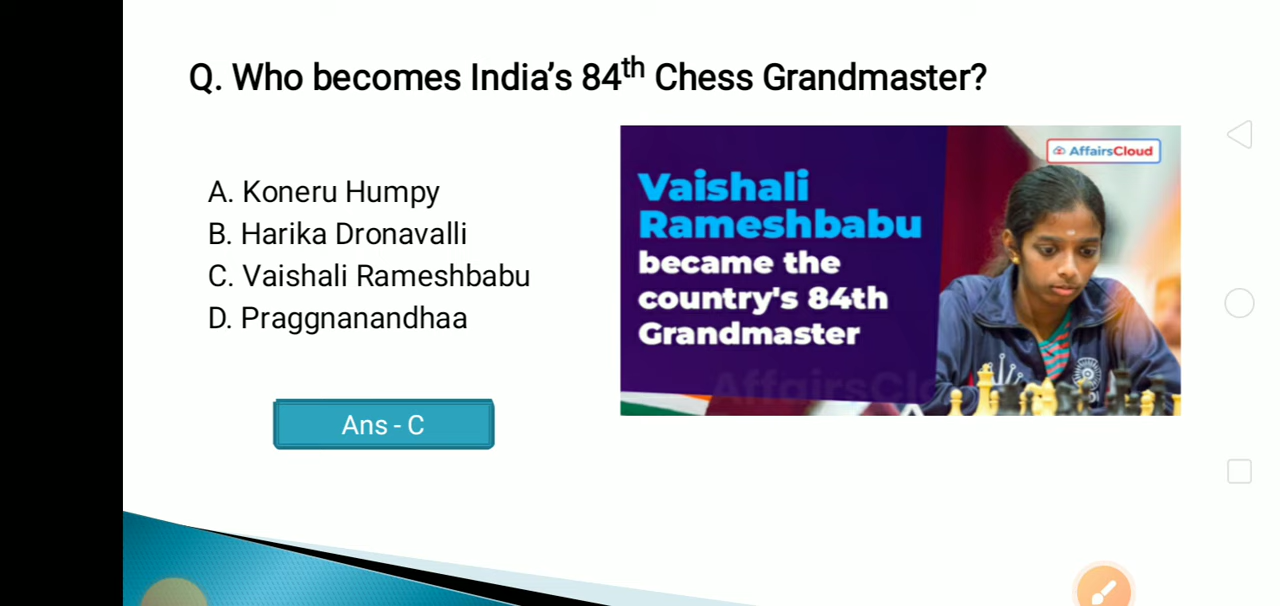 Q. Who becomes India's 84th Chess Grandmaster?
A. Koneru Humpy
B. Harika Dronavalli
C. Vaishali Rameshbabu
D. Praggnanandhaa
Ans - C
AffairsCloud
Vaishali
Rameshbabu
became the
country's 84th
Grandmaster